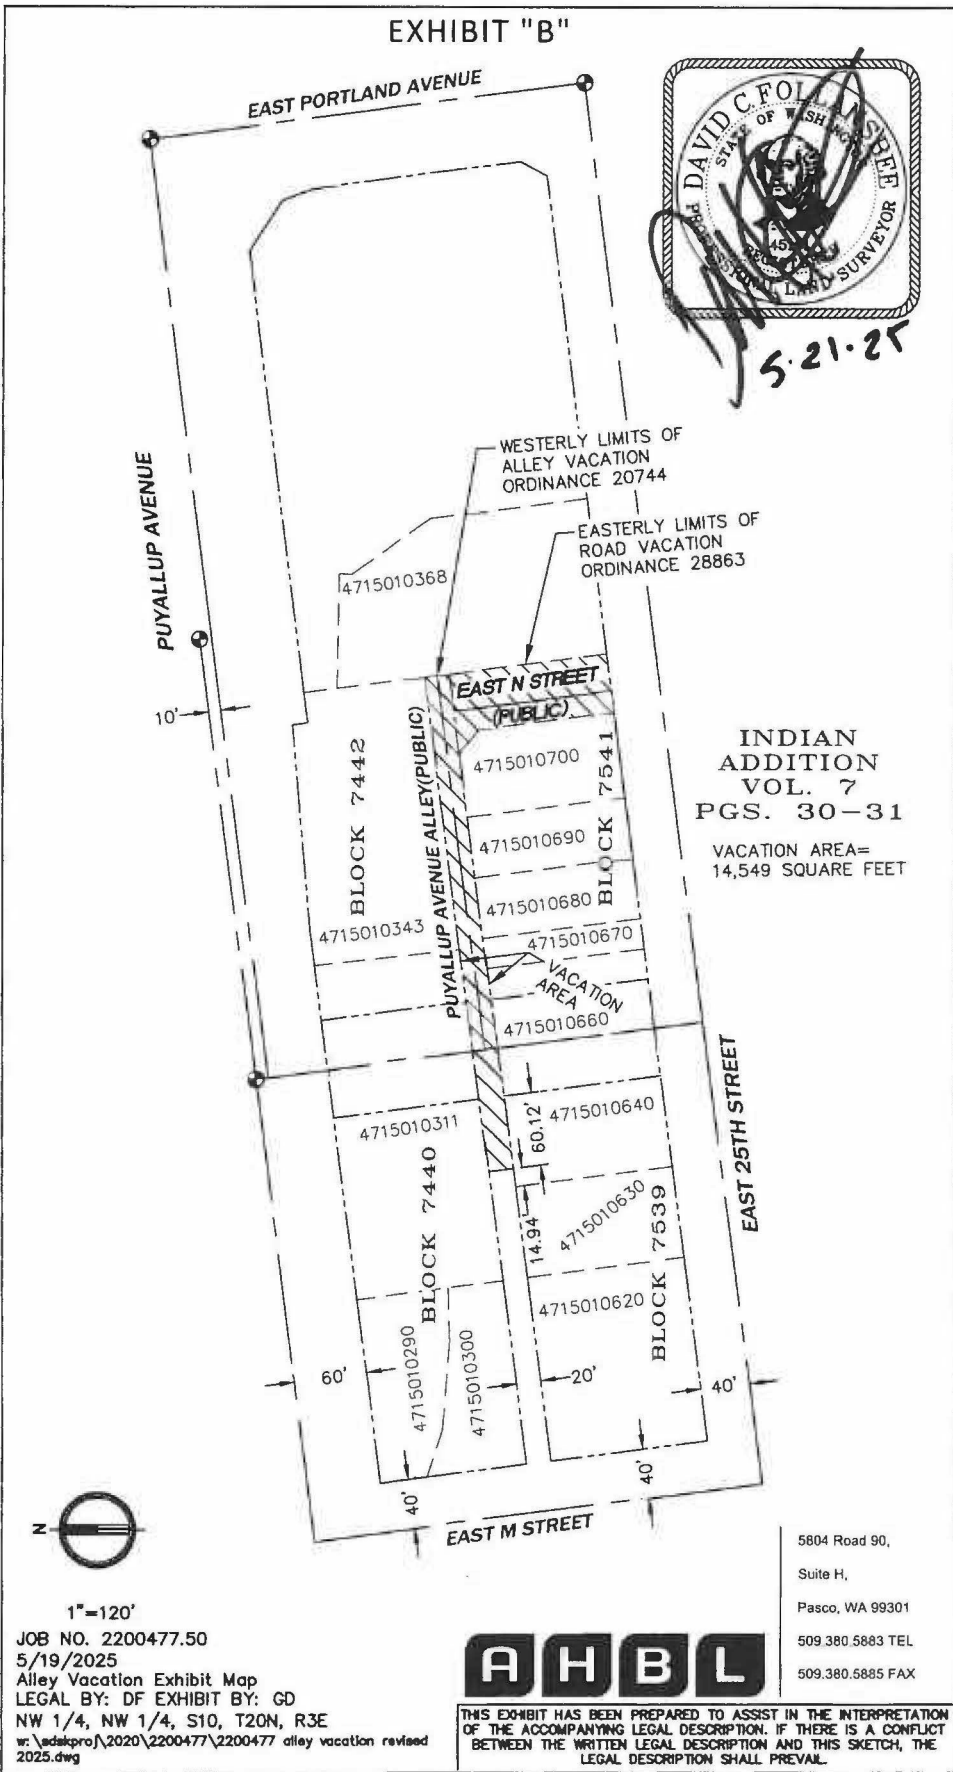 EXHIBIT "B"
EAST PORTLAND AVENUE
DAVID C. FOLLANSBEE
STATE OF WASHINGTON
PROFESSIONAL LAND SURVEYOR
5·21·25
PUYALLUP AVENUE
WESTERLY LIMITS OF
ALLEY VACATION
ORDINANCE 20744
EASTERLY LIMITS OF
ROAD VACATION
ORDINANCE 28863
4715010368
EAST N STREET
(PUBLIC)
10'
BLOCK 7442
PUYALLUP AVENUE ALLEY(PUBLIC)
4715010700
BLOCK 7541
4715010690
4715010680
4715010343
4715010670
VACATION
AREA
4715010660
INDIAN
ADDITION
VOL. 7
PGS. 30-31
VACATION AREA=
14,549 SQUARE FEET
EAST 25TH STREET
4715010311
60.12'
4715010640
BLOCK 7440
14.94'
4715010630
BLOCK 7539
4715010620
4715010290
4715010300
60'
20'
40'
40'
40'
EAST M STREET
N
1"=120'
JOB NO. 2200477.50
5/19/2025
Alley Vacation Exhibit Map
LEGAL BY: DF EXHIBIT BY: GD
NW 1/4, NW 1/4, S10, T20N, R3E
w:\adskproj\2020\2200477\2200477 alley vacation revised
2025.dwg
AHBL
5804 Road 90,
Suite H,
Pasco, WA 99301
509.380.5883 TEL
509.380.5885 FAX
THIS EXHIBIT HAS BEEN PREPARED TO ASSIST IN THE INTERPRETATION
OF THE ACCOMPANYING LEGAL DESCRIPTION. IF THERE IS A CONFLICT
BETWEEN THE WRITTEN LEGAL DESCRIPTION AND THIS SKETCH, THE
LEGAL DESCRIPTION SHALL PREVAIL.